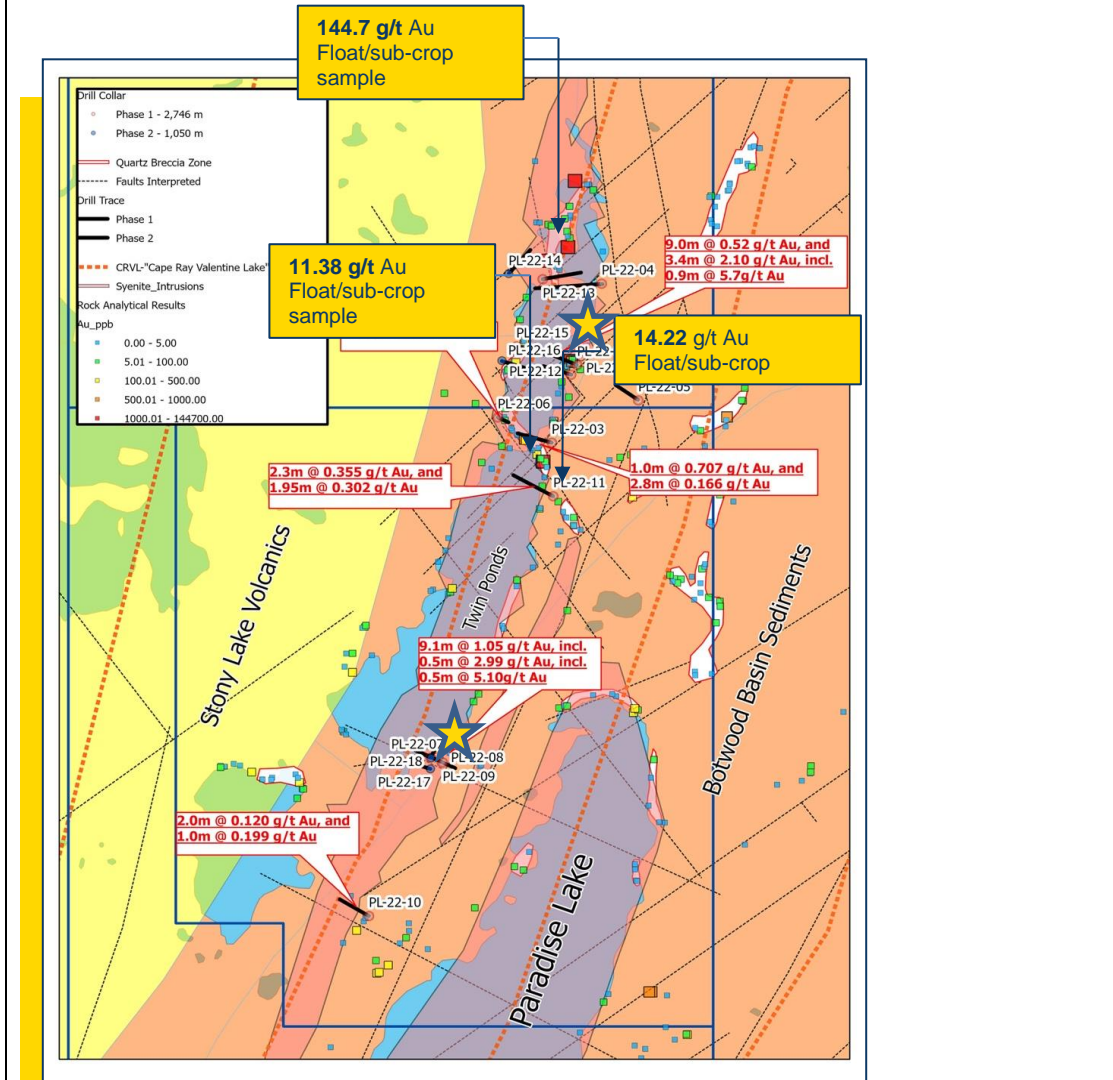 144.7 g/t Au
Float/sub-crop
sample
Drill Collar
Phase 1 - 2,746 m
Phase 2 - 1,050 m
Quartz Breccia Zone
Faults Interpreted
Drill Trace
Phase 1
Phase 2
CRVL-"Cape Ray Valentine Lake"
Syenite_Intrusions
Rock Analytical Results
Au_ppb
0.00 - 5.00
5.01 - 100.00
100.01 - 500.00
500.01 - 1000.00
1000.01 - 144700.00
11.38 g/t Au
Float/sub-crop
sample
9.0m @ 0.52 g/t Au, and
3.4m @ 2.10 g/t Au, incl.
0.9m @ 5.7g/t Au
PL-22-14
PL-22-04
PL-22-13
PL-22-15
14.22 g/t Au
Float/sub-crop
PL-22-16
PL-22-12
PL-22-05
PL-22-06
PL-22-03
2.3m @ 0.355 g/t Au, and
1.95m @ 0.302 g/t Au
1.0m @ 0.707 g/t Au, and
2.8m @ 0.166 g/t Au
PL-22-11
Stony Lake Volcanics
Twin Ponds
Botwood Basin Sediments
9.1m @ 1.05 g/t Au, incl.
0.5m @ 2.99 g/t Au, incl.
0.5m @ 5.10g/t Au
PL-22-07
PL-22-08
PL-22-18
PL-22-09
PL-22-17
2.0m @ 0.120 g/t Au, and
1.0m @ 0.199 g/t Au
PL-22-10
Paradise Lake